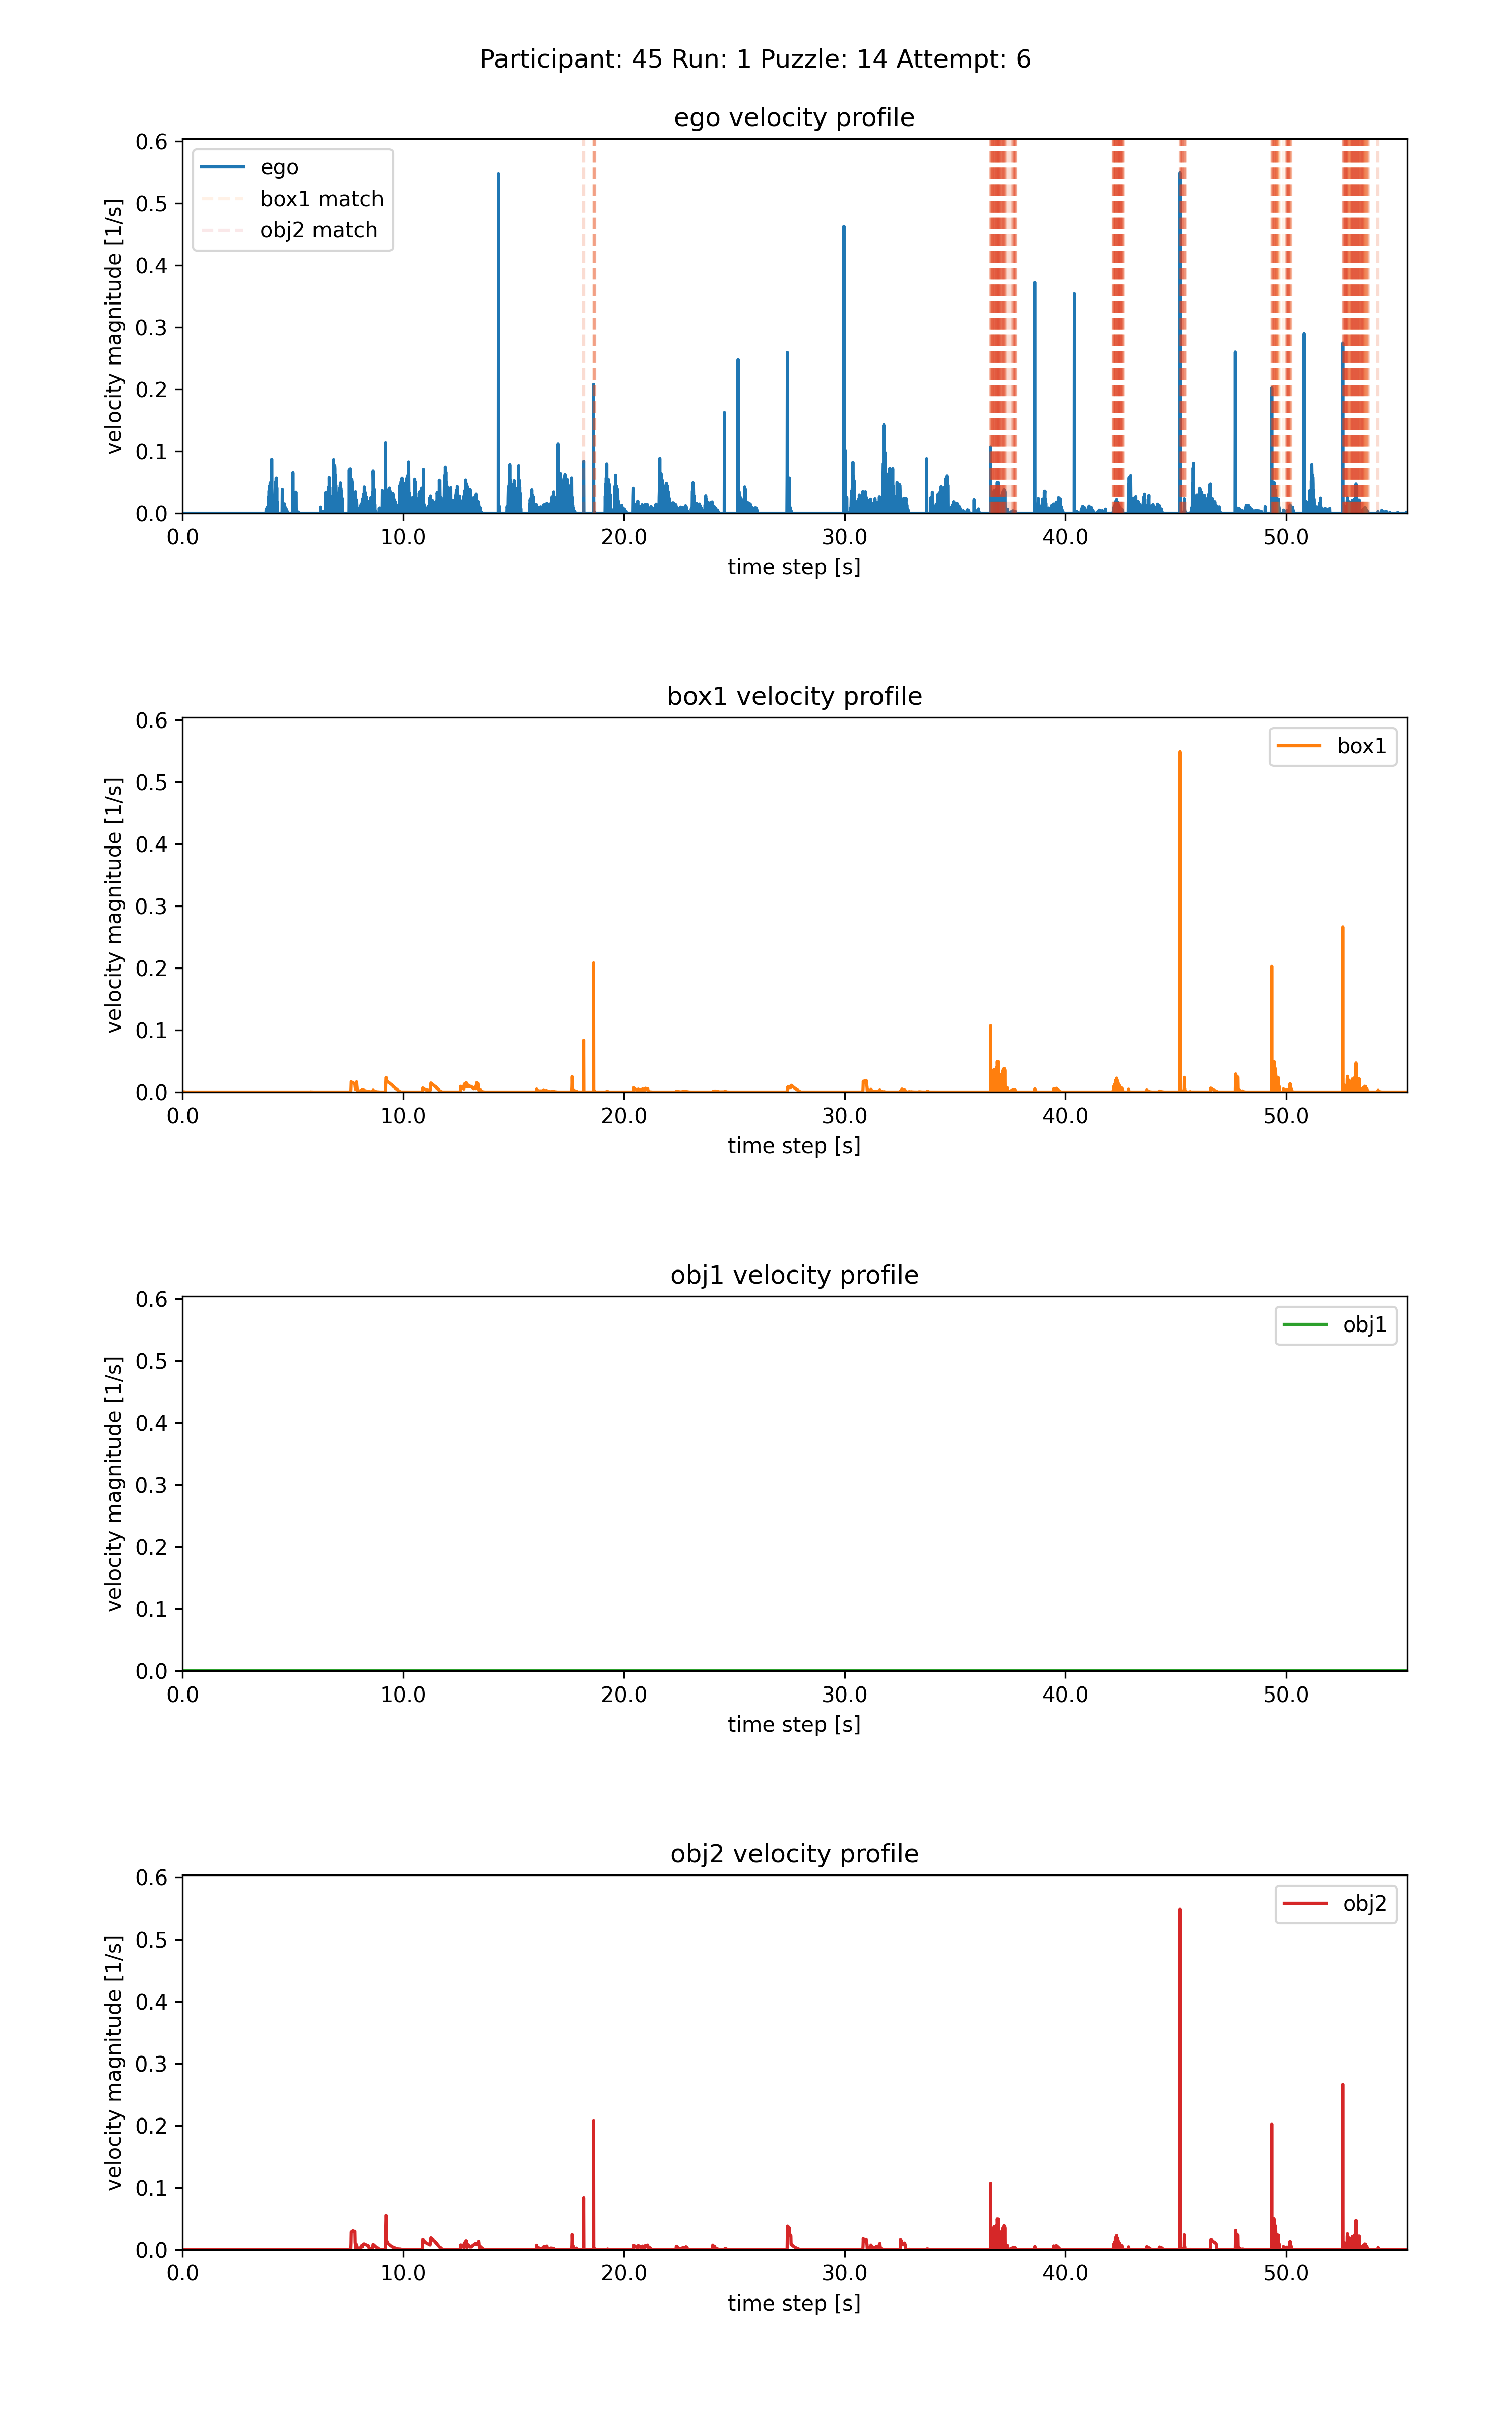 Participant: 45 Run: 1 Puzzle: 14 Attempt: 6
ego velocity profile
velocity magnitude [1/s]
0.6
0.5
0.4
0.3
0.2
0.1
0.0
ego
box1 match
obj2 match
0.0 10.0 20.0 30.0 40.0 50.0
time step [s]
box1 velocity profile
velocity magnitude [1/s]
0.6
0.5
0.4
0.3
0.2
0.1
0.0
box1
0.0 10.0 20.0 30.0 40.0 50.0
time step [s]
obj1 velocity profile
velocity magnitude [1/s]
0.6
0.5
0.4
0.3
0.2
0.1
0.0
obj1
0.0 10.0 20.0 30.0 40.0 50.0
time step [s]
obj2 velocity profile
velocity magnitude [1/s]
0.6
0.5
0.4
0.3
0.2
0.1
0.0
obj2
0.0 10.0 20.0 30.0 40.0 50.0
time step [s]